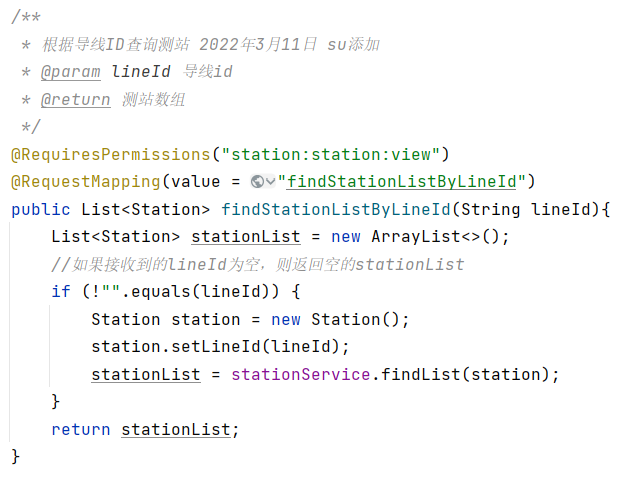 /**
 * 根据导线ID查询测站 2022年3月11日 su添加
 * @param lineId 导线id
 * @return 测站数组
 */
@RequiresPermissions("station:station:view")
@RequestMapping(value = "findStationListByLineId")
public List<Station> findStationListByLineId(String lineId){
    List<Station> stationList = new ArrayList<>();
    //如果接收到的lineId为空，则返回空的stationList
    if (!"".equals(lineId)) {
        Station station = new Station();
        station.setLineId(lineId);
        stationList = stationService.findList(station);
    }
    return stationList;
}